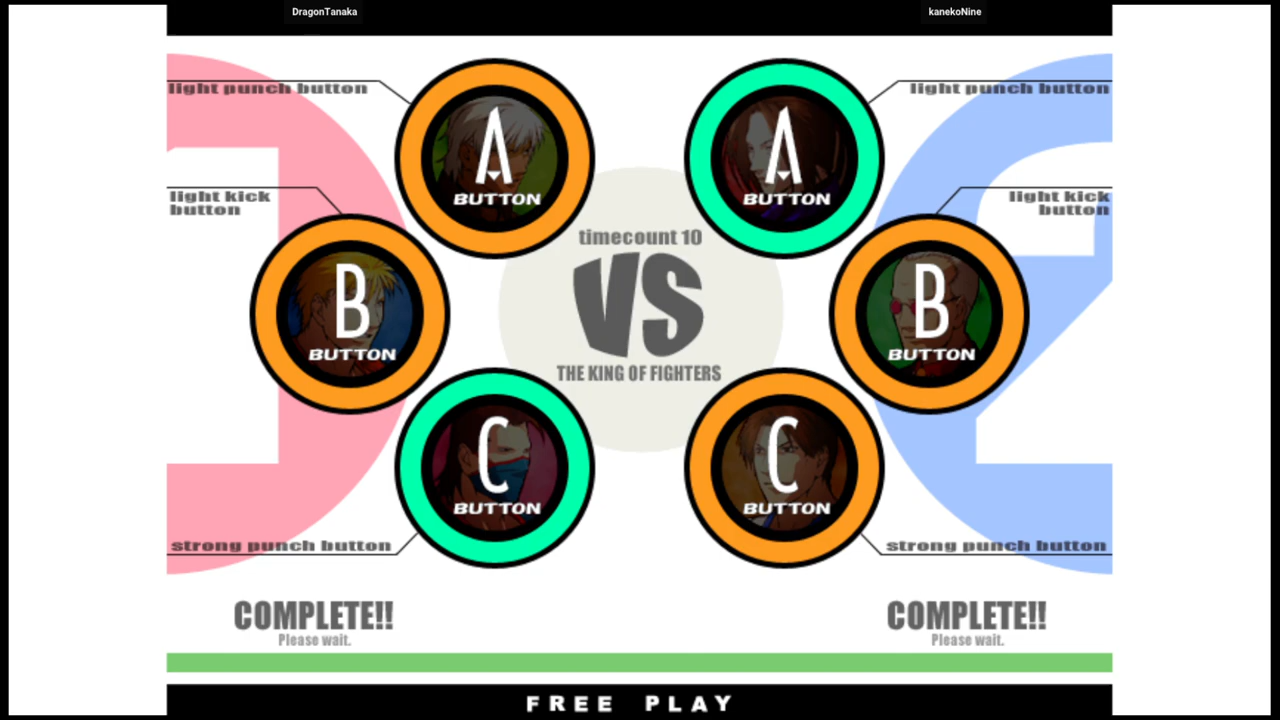 DragonTanaka
kanekoNine
light punch button
A
BUTTON
A
BUTTON
light punch button
light kick
button
light kick
button
B
BUTTON
timecount 10
VS
THE KING OF FIGHTERS
B
BUTTON
C
BUTTON
C
BUTTON
strong punch button
strong punch button
COMPLETE!!
Please wait.
COMPLETE!!
Please wait.
FREE PLAY